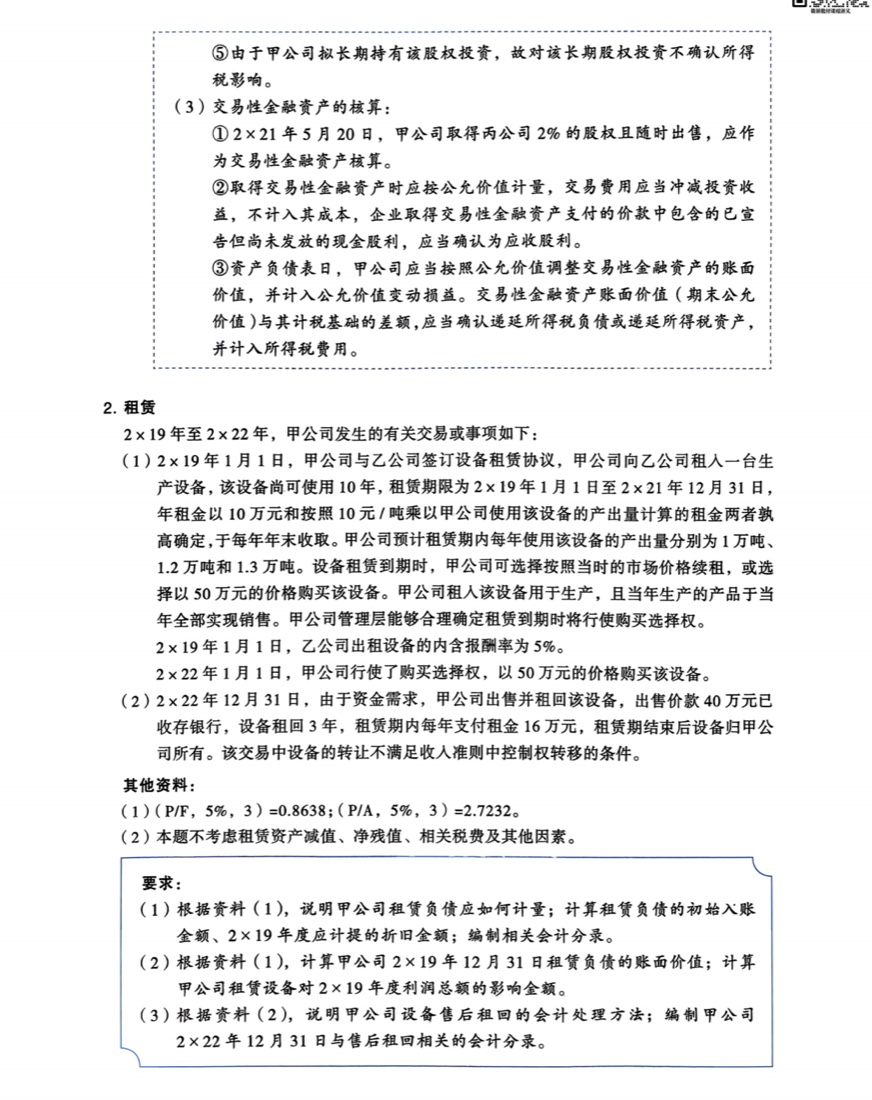 ⑤由于甲公司拟长期持有该股权投资，故对该长期股权投资不确认所得
税影响。
（3）交易性金融资产的核算：
①2×21年5月20日，甲公司取得丙公司2%的股权且随时出售，应作
为交易性金融资产核算。
②取得交易性金融资产时应按公允价值计量，交易费用应当冲减投资收
益，不计入其成本，企业取得交易性金融资产支付的价款中包含的已宣
告但尚未发放的现金股利，应当确认为应收股利。
③资产负债表日，甲公司应当按照公允价值调整交易性金融资产的账面
价值，并计入公允价值变动损益。交易性金融资产账面价值（期末公允
价值）与其计税基础的差额，应当确认递延所得税负债或递延所得税资产，
并计入所得税费用。
2. 租赁
2×19年至2×22年，甲公司发生的有关交易或事项如下：
（1）2×19年1月1日，甲公司与乙公司签订设备租赁协议，甲公司向乙公司租入一台生
产设备，该设备尚可使用10年，租赁期限为2×19年1月1日至2×21年12月31日，
年租金以10万元和按照10元/吨乘以甲公司使用该设备的产出量计算的租金两者孰
高确定，于每年年末收取。甲公司预计租赁期内每年使用该设备的产出量分别为1万吨、
1.2万吨和1.3万吨。设备租赁到期时，甲公司可选择按照当时的市场价格续租，或选
择以50万元的价格购买该设备。甲公司租入该设备用于生产，且当年生产的产品于当
年全部实现销售。甲公司管理层能够合理确定租赁到期时将行使购买选择权。
2×19年1月1日，乙公司出租设备的内含报酬率为5%。
2×22年1月1日，甲公司行使了购买选择权，以50万元的价格购买该设备。
（2）2×22年12月31日，由于资金需求，甲公司出售并租回该设备，出售价款40万元已
收存银行，设备租回3年，租赁期内每年支付租金16万元，租赁期结束后设备归甲公
司所有。该交易中设备的转让不满足收入准则中控制权转移的条件。
其他资料：
（1）（P/F，5%，3）=0.8638；（P/A，5%，3）=2.7232。
（2）本题不考虑租赁资产减值、净残值、相关税费及其他因素。
要求：
（1）根据资料（1），说明甲公司租赁负债应如何计量；计算租赁负债的初始入账
金额、2×19年度应计提的折旧金额；编制相关会计分录。
（2）根据资料（1），计算甲公司2×19年12月31日租赁负债的账面价值；计算
甲公司租赁设备对2×19年度利润总额的影响金额。
（3）根据资料（2），说明甲公司设备售后租回的会计处理方法；编制甲公司
2×22年12月31日与售后租回相关的会计分录。